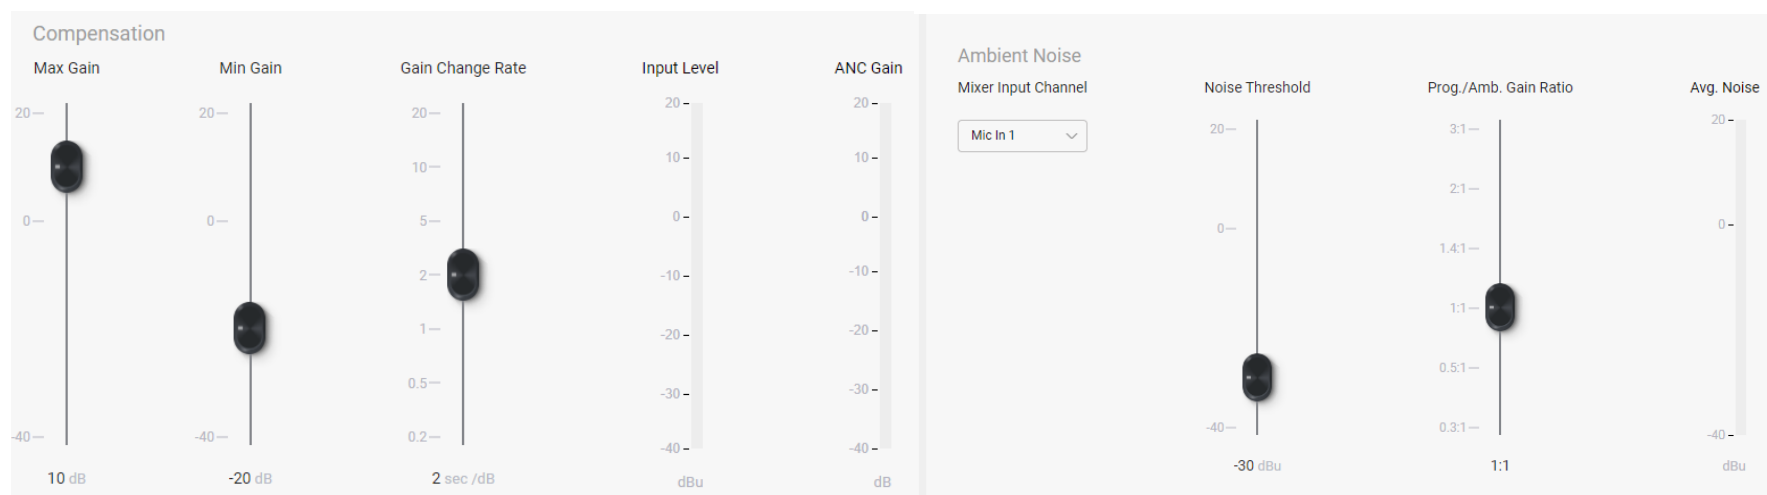 Compensation
Max Gain
Min Gain
Gain Change Rate
Input Level
ANC Gain
20
0
-40
10 dB
20
0
-40
-20 dB
20
10
5
2
1
0.5
0.2
2 sec /dB
20
10
0
-10
-20
-30
-40
dBu
20
10
0
-10
-20
-30
-40
dB
Ambient Noise
Mixer Input Channel
Noise Threshold
Prog./Amb. Gain Ratio
Avg. Noise
Mic In 1
20
0
-40
-30 dBu
3:1
2:1
1.4:1
1:1
0.5:1
0.3:1
1:1
20
0
-40
dBu